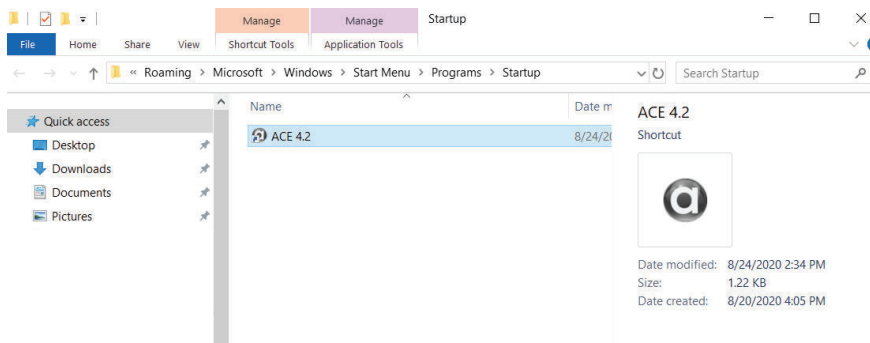 Manage Manage Startup
File Home Share View Shortcut Tools Application Tools
« Roaming > Microsoft > Windows > Start Menu > Programs > Startup Search Startup
Quick access
Desktop
Downloads
Documents
Pictures
Name Date m
ACE 4.2 8/24/20
ACE 4.2
Shortcut
a
Date modified: 8/24/2020 2:34 PM
Size: 1.22 KB
Date created: 8/20/2020 4:05 PM